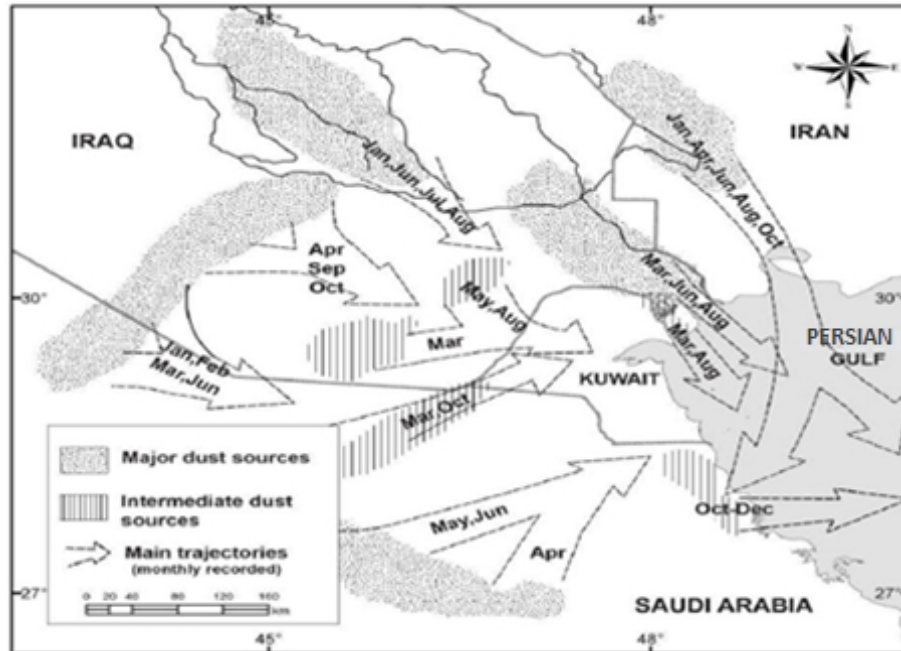 45°
48°
N
W
E
S
IRAQ
IRAN
Jan,Apr,Jun,Aug,Oct
Jan,Jun,Jul,Aug
Apr
Sep
Oct
Mar,Jun,Aug
30°
30°
May,Aug
PERSIAN
GULF
Mar
Mar,Aug
Jan,Feb
Mar,Jun
KUWAIT
Mar,Oct
Major dust sources
Intermediate dust
sources
Main trajectories
(monthly recorded)
0 20 40 80 120 160
km
May,Jun
Apr
Oct-Dec
27°
27°
SAUDI ARABIA
45°
48°